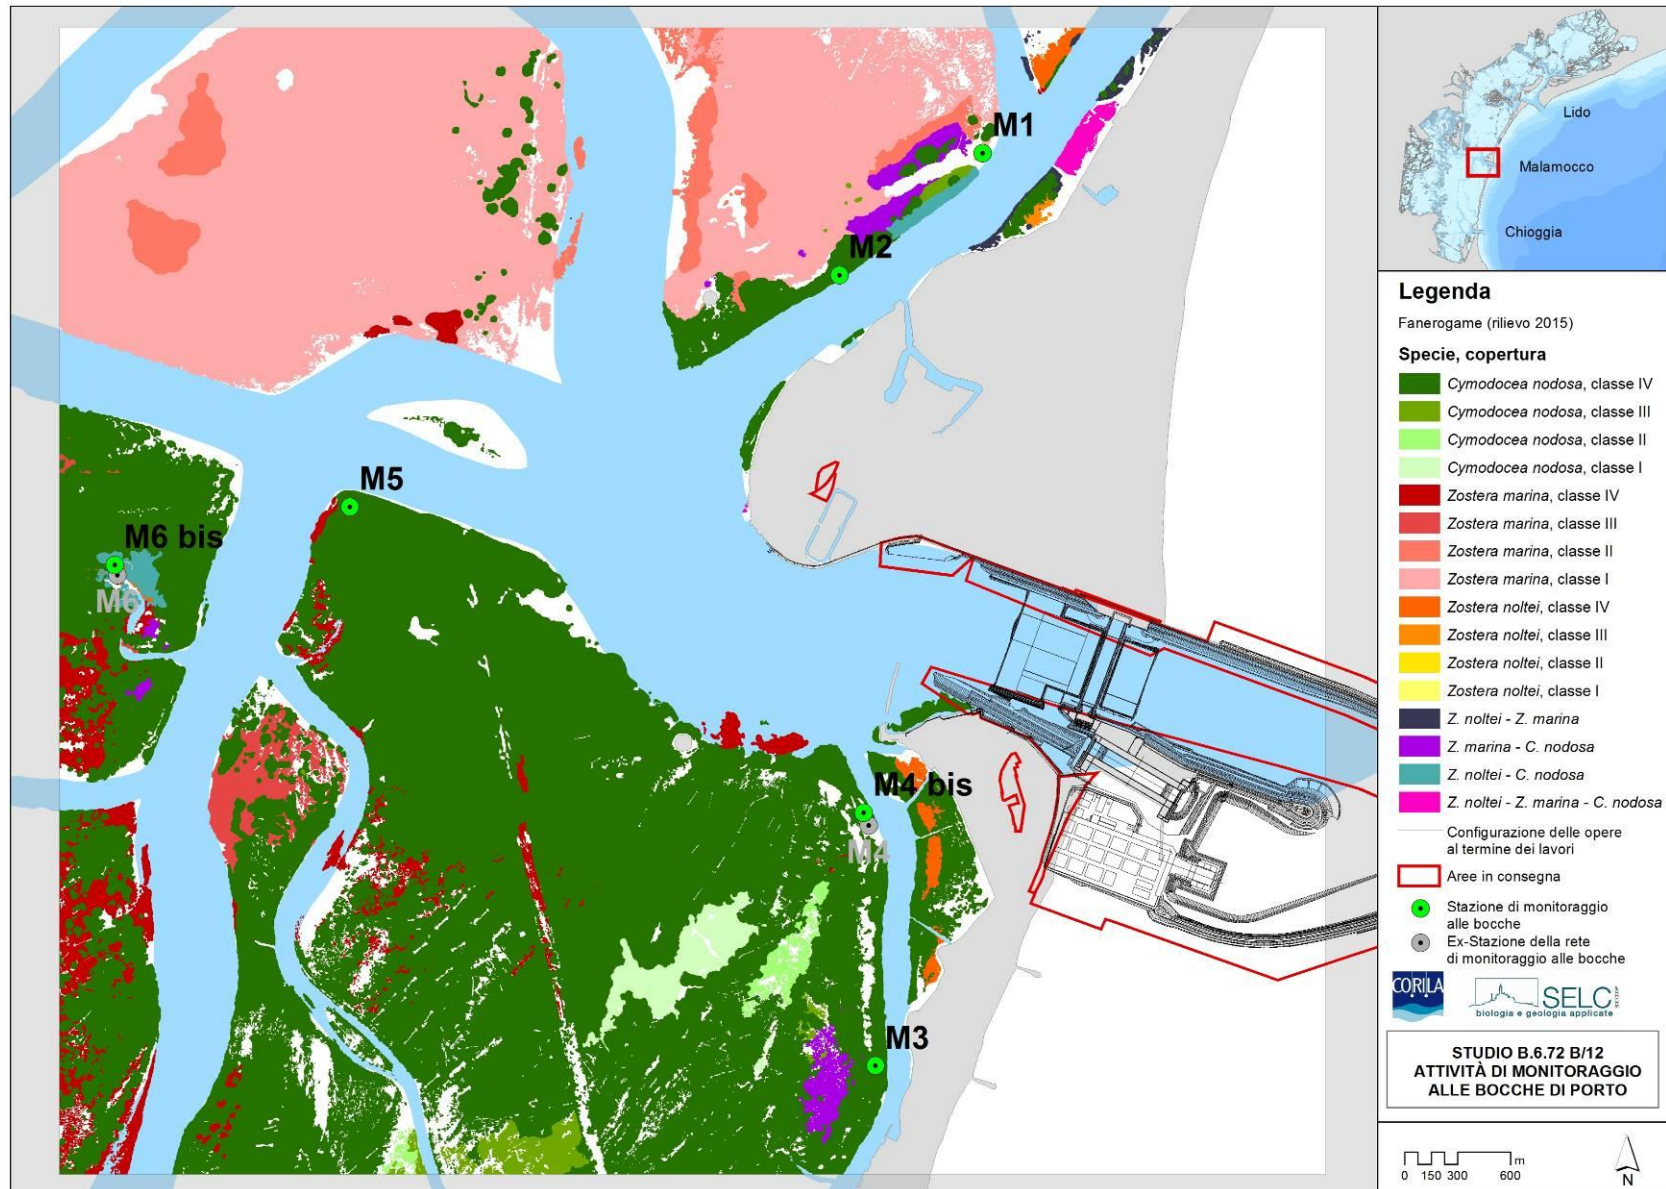 M1
M2
M5
M6 bis
M6
M4 bis
M4
M3
Lido
Malamocco
Chioggia
Legenda
Fanerogame (rilievo 2015)
Specie, copertura
Cymodocea nodosa, classe IV
Cymodocea nodosa, classe III
Cymodocea nodosa, classe II
Cymodocea nodosa, classe I
Zostera marina, classe IV
Zostera marina, classe III
Zostera marina, classe II
Zostera marina, classe I
Zostera noltei, classe IV
Zostera noltei, classe III
Zostera noltei, classe II
Zostera noltei, classe I
Z. noltei - Z. marina
Z. marina - C. nodosa
Z. noltei - C. nodosa
Z. noltei - Z. marina - C. nodosa
Configurazione delle opere
al termine dei lavori
Aree in consegna
Stazione di monitoraggio
alle bocche
Ex-Stazione della rete
di monitoraggio alle bocche
CORILA
SELC
biologia e geologia applicate
STUDIO B.6.72 B/12
ATTIVITÀ DI MONITORAGGIO
ALLE BOCCHE DI PORTO
m
0 150 300 600
N